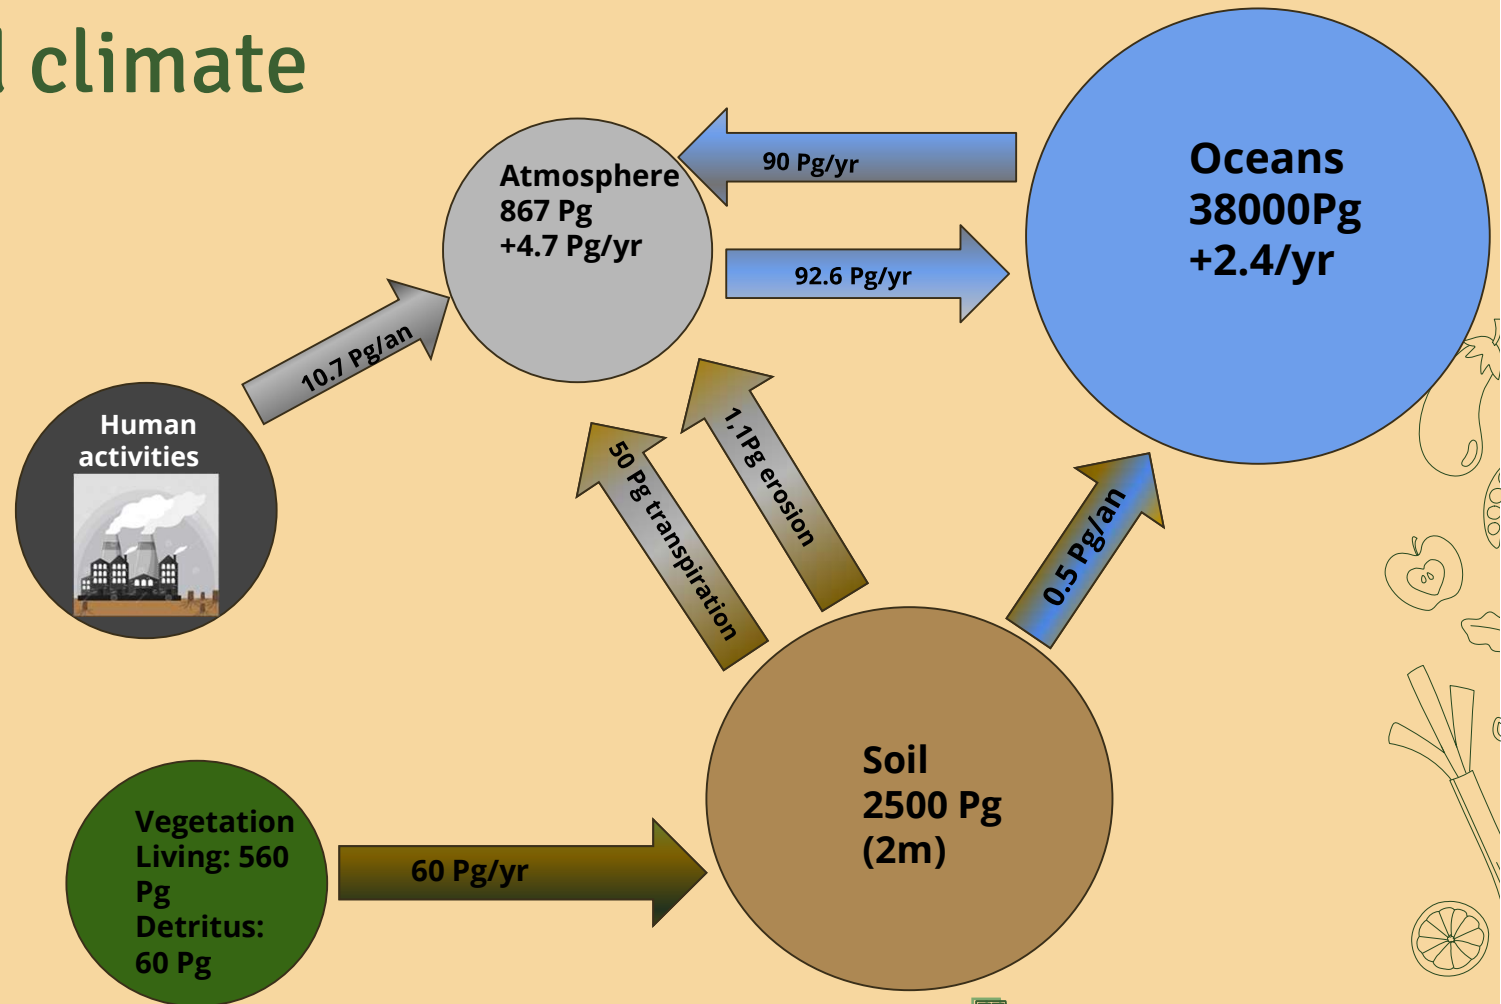 climate
Atmosphere
867 Pg
+4.7 Pg/yr
90 Pg/yr
92.6 Pg/yr
Oceans
38000Pg
+2.4/yr
10.7 Pg/an
Human
activities
50 Pg transpiration
1,1Pg erosion
0.5 Pg/an
Soil
2500 Pg
(2m)
Vegetation
Living: 560
Pg
Detritus:
60 Pg
60 Pg/yr